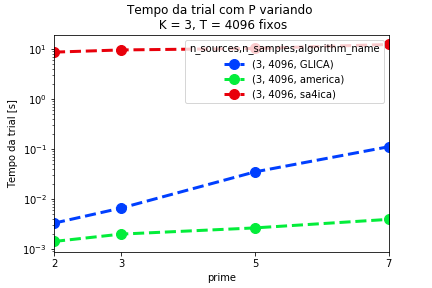 Tempo da trial com P variando
K = 3, T = 4096 fixos
Tempo da trial [s]
10¹
10⁰
10⁻¹
10⁻²
10⁻³
n_sources,n_samples,algorithm_name
(3, 4096, GLICA)
(3, 4096, america)
(3, 4096, sa4ica)
2 3 5 7
prime